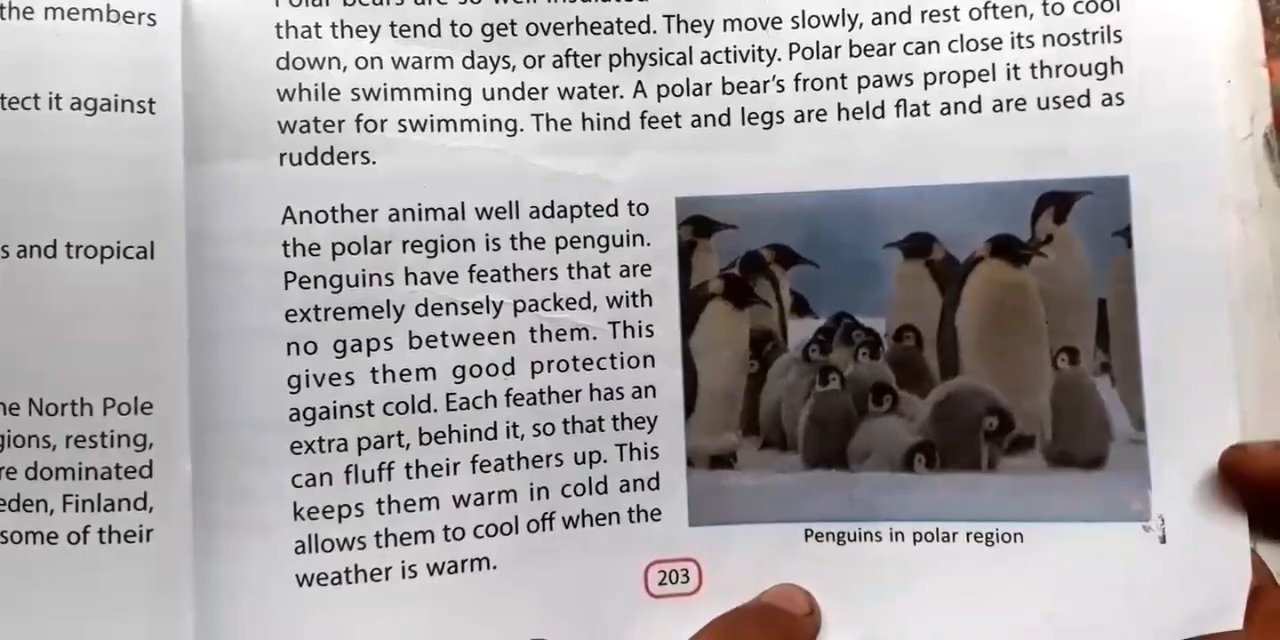 the members
tect it against
s and tropical
he North Pole
gions, resting,
re dominated
eden, Finland,
some of their
that they tend to get overheated. They move slowly, and rest often, to cool
down, on warm days, or after physical activity. Polar bear can close its nostrils
while swimming under water. A polar bear's front paws propel it through
water for swimming. The hind feet and legs are held flat and are used as
rudders.
Another animal well adapted to
the polar region is the penguin.
Penguins have feathers that are
extremely densely packed, with
no gaps between them. This
gives them good protection
against cold. Each feather has an
extra part, behind it, so that they
can fluff their feathers up. This
keeps them warm in cold and
allows them to cool off when the
weather is warm.
Penguins in polar region
203